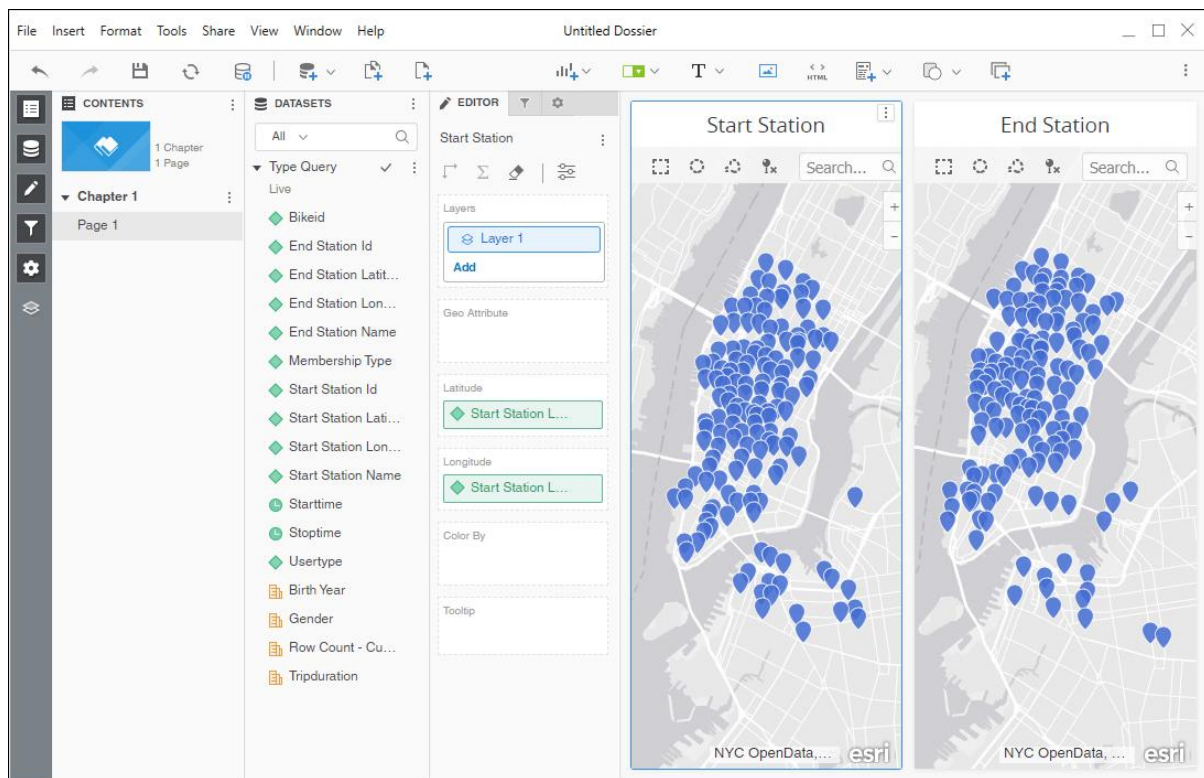 File Insert Format Tools Share View Window Help
Untitled Dossier
T
< >
HTML
CONTENTS
1 Chapter
1 Page
Chapter 1
Page 1
DATASETS
All
Type Query
Live
Bikeid
End Station Id
End Station Latit...
End Station Lon...
End Station Name
Membership Type
Start Station Id
Start Station Lati...
Start Station Lon...
Start Station Name
Starttime
Stoptime
Usertype
Birth Year
Gender
Row Count - Cu...
Tripduration
EDITOR
Start Station
Σ
Layers
Layer 1
Add
Geo Attribute
Latitude
Start Station L...
Longitude
Start Station L...
Color By
Tooltip
Start Station
Search...
+
−
NYC OpenData,...
esri
End Station
Search...
+
−
NYC OpenData, ...
esri